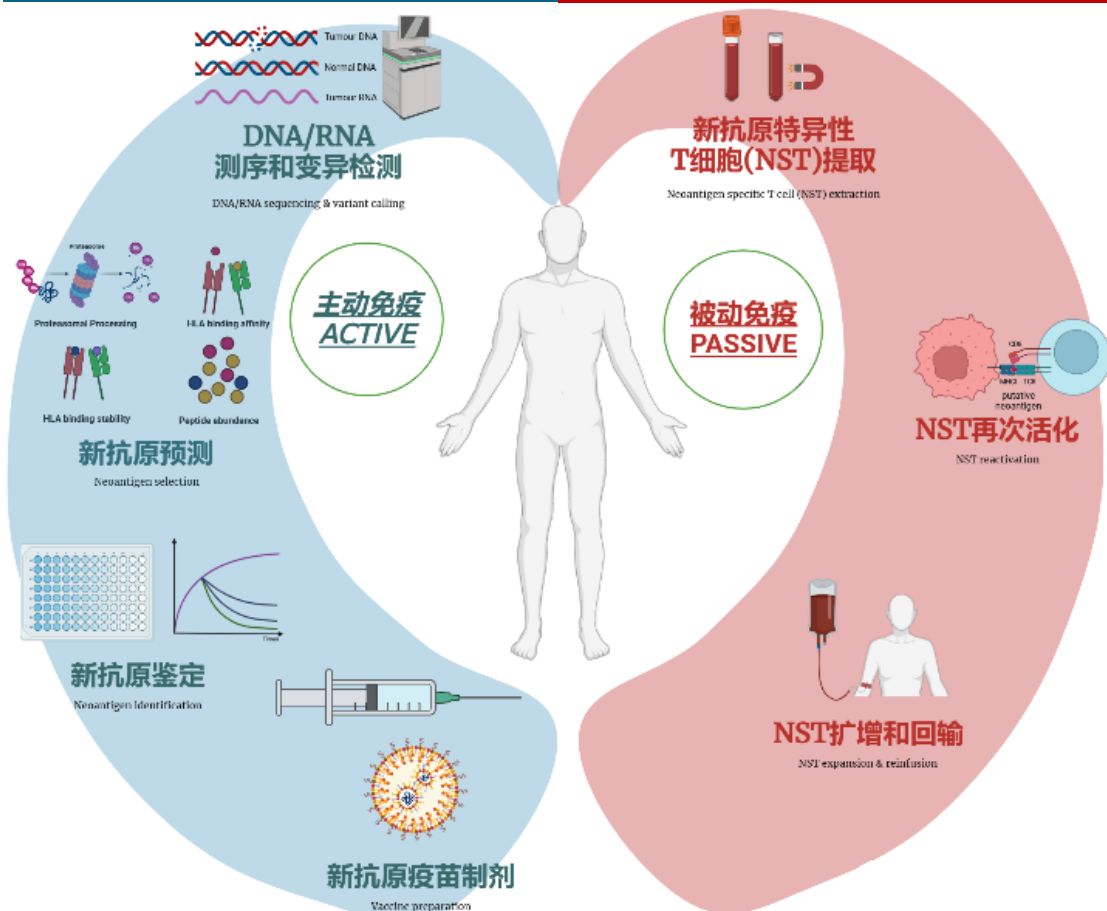 Tumour DNA
Normal DNA
Tumour RNA
DNA/RNA
测序和变异检测
DNA/RNA sequencing & variant calling
Proteasome
Proteasomal Processing
HLA binding affinity
HLA binding stability
Peptide abundance
新抗原预测
Neoantigen selection
Times
新抗原鉴定
Neoantigen identification
新抗原疫苗制剂
Vaccine preparation
主动免疫
ACTIVE
被动免疫
PASSIVE
新抗原特异性
T细胞(NST)提取
Neoantigen specific T cell (NST) extraction
CD8
MHCI TCR
putative
neoantigen
NST再次活化
NST reactivation
NST扩增和回输
NST expansion & reinfusion